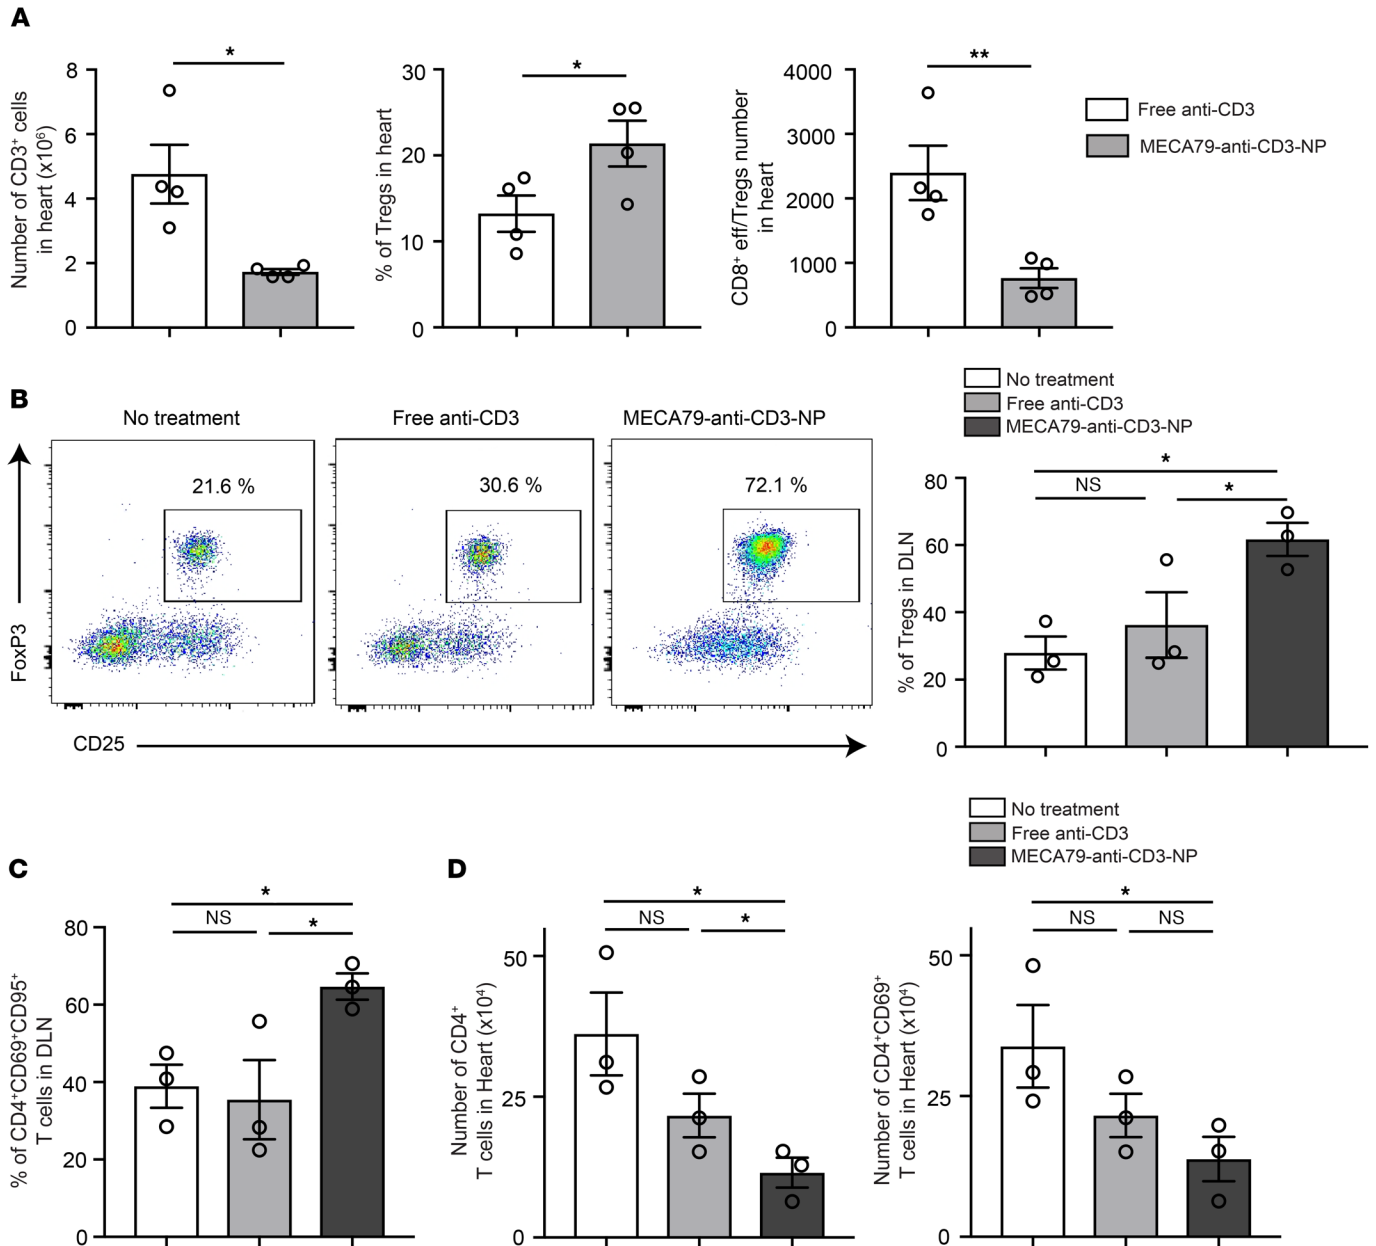 A
Number of CD3⁺ cells
in heart (x10⁶)
8
6
4
2
0
*
% of Tregs in heart
30
20
10
0
*
CD8⁺ eff/Tregs number
in heart
4000
3000
2000
1000
0
**
Free anti-CD3
MECA79-anti-CD3-NP
B
No treatment
Free anti-CD3
MECA79-anti-CD3-NP
21.6 %
30.6 %
72.1 %
FoxP3
CD25
No treatment
Free anti-CD3
MECA79-anti-CD3-NP
% of Tregs in DLN
80
60
40
20
0
*
NS
*
C
% of CD4⁺CD69⁺CD95⁺
T cells in DLN
80
60
40
20
0
*
NS
*
D
Number of CD4⁺
T cells in Heart (x10⁴)
50
25
0
*
NS
*
No treatment
Free anti-CD3
MECA79-anti-CD3-NP
Number of CD4⁺CD69⁺
T cells in Heart (x10⁴)
50
25
0
*
NS
NS